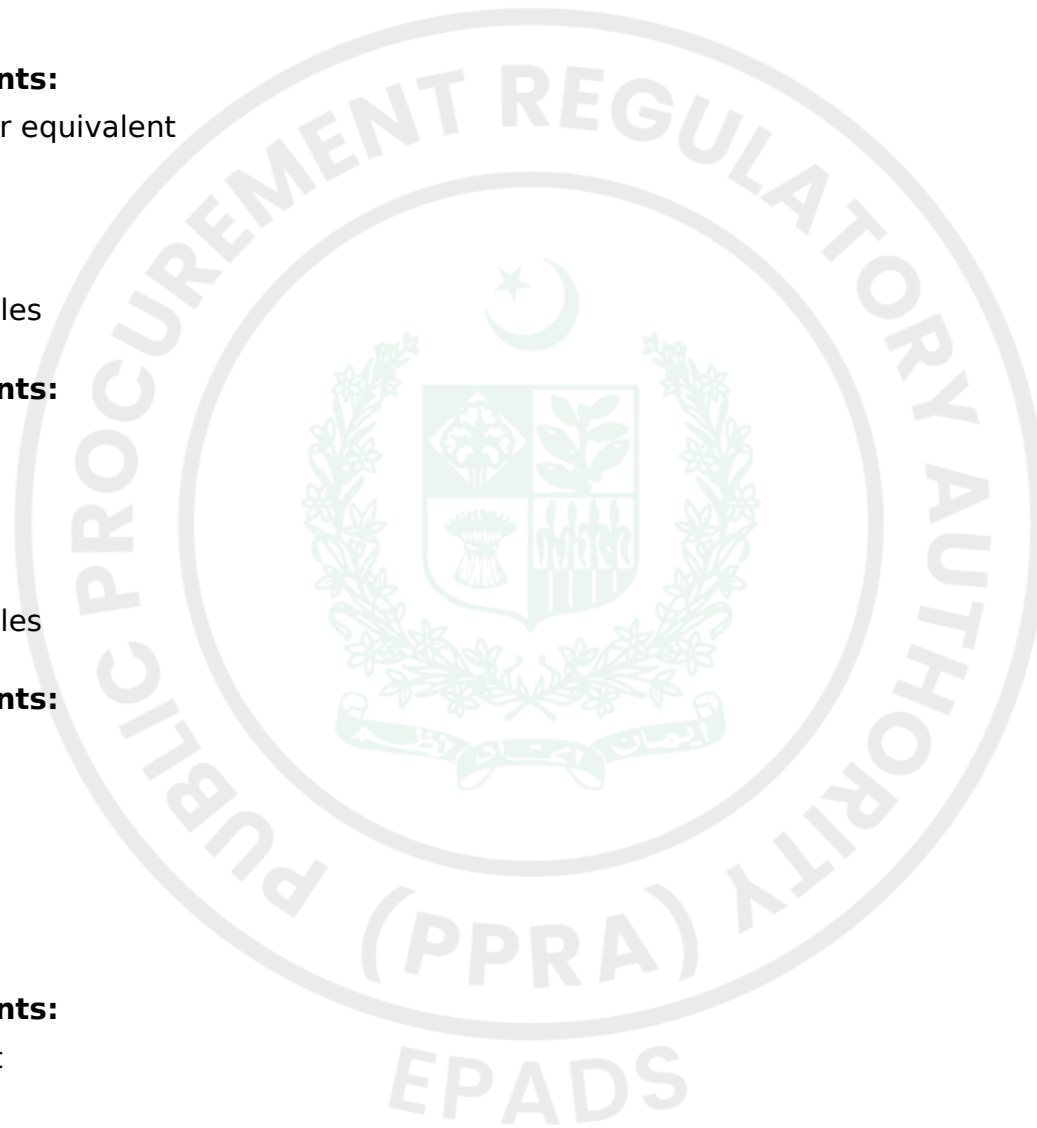 nts:
r equivalent
les
nts:
les
nts:
nts:
t
PUBLIC PROCUREMENT REGULATORY AUTHORITY
(PPRA)
EPADS